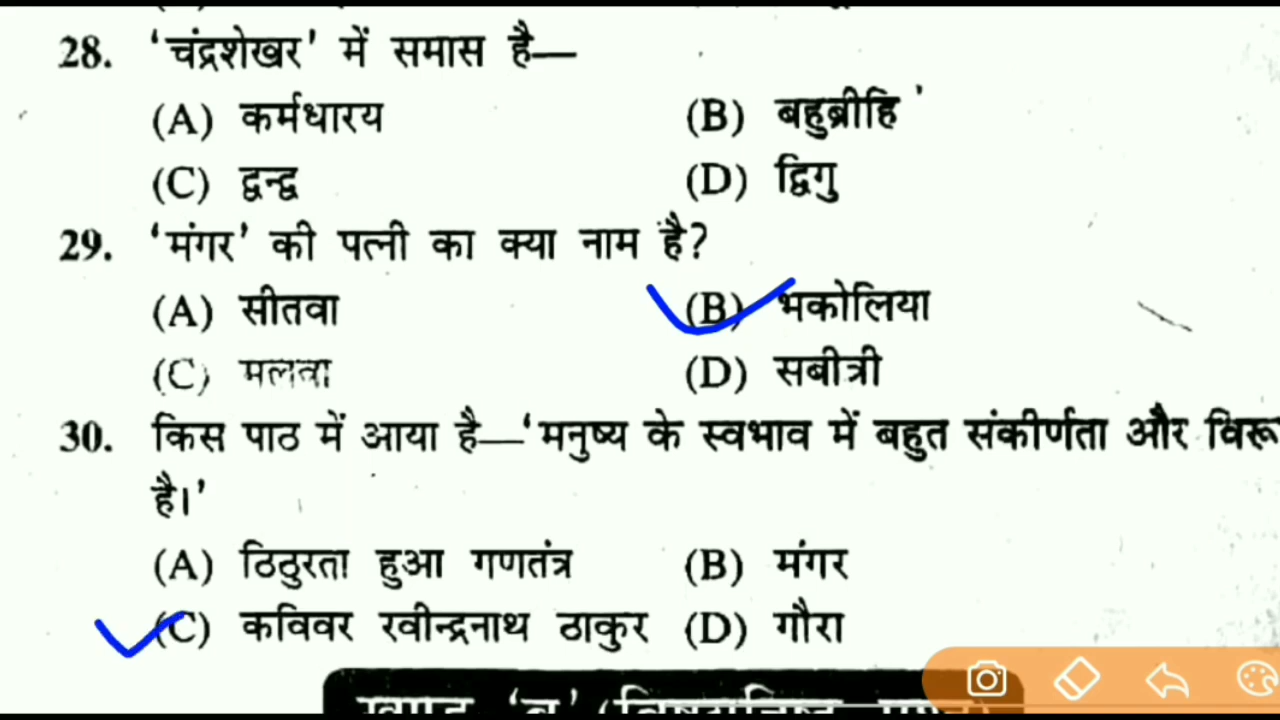 28. 'चंद्रशेखर' में समास है—
(A) कर्मधारय (B) बहुब्रीहि
(C) द्वन्द्व (D) द्विगु
29. 'मंगर' की पत्नी का क्या नाम है?
(A) सीतवा (B) भकोलिया
(C) मलवा (D) सबीत्री
30. किस पाठ में आया है—'मनुष्य के स्वभाव में बहुत संकीर्णता और
है।'
(A) ठिठुरता हुआ गणतंत्र (B) मंगर
(C) कविवर रवीन्द्रनाथ ठाकुर (D) गौरा